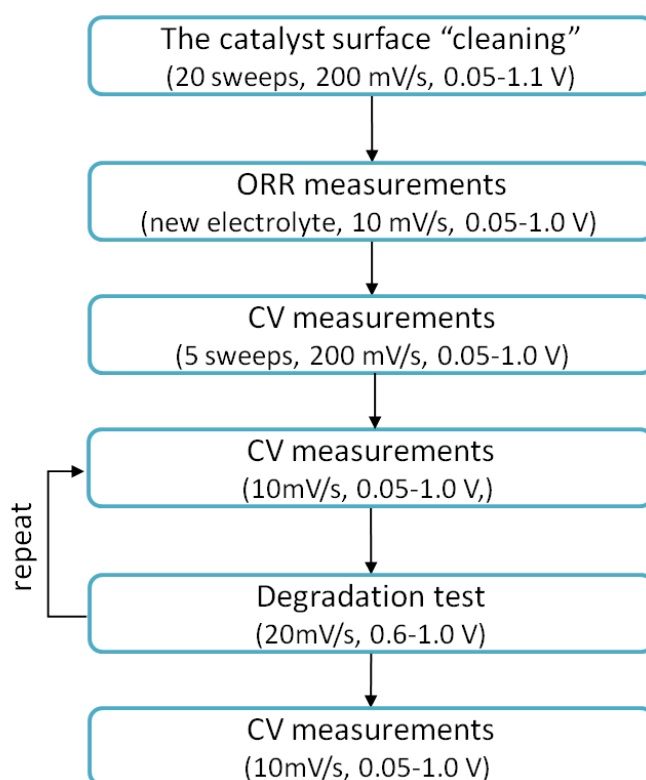 The catalyst surface “cleaning”
(20 sweeps, 200 mV/s, 0.05-1.1 V)
ORR measurements
(new electrolyte, 10 mV/s, 0.05-1.0 V)
CV measurements
(5 sweeps, 200 mV/s, 0.05-1.0 V)
CV measurements
(10mV/s, 0.05-1.0 V,)
repeat
Degradation test
(20mV/s, 0.6-1.0 V)
CV measurements
(10mV/s, 0.05-1.0 V)